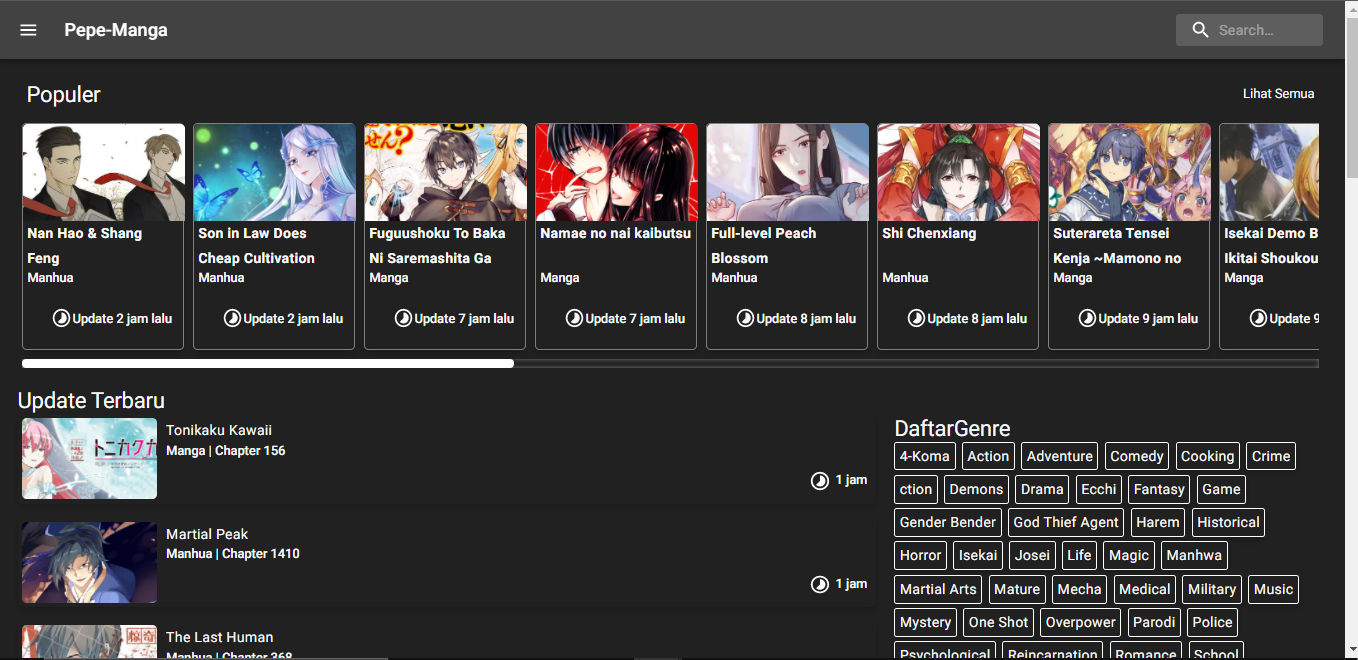 Pepe-Manga
Search...
Populer
Lihat Semua
せん?
Nan Hao & Shang
Feng
Manhua
Update 2 jam lalu
Son in Law Does
Cheap Cultivation
Manhua
Update 2 jam lalu
Fuguushoku To Baka
Ni Saremashita Ga
Manga
Update 7 jam lalu
Namae no nai kaibutsu
Manga
Update 7 jam lalu
Full-level Peach
Blossom
Manhua
Update 8 jam lalu
Shi Chenxiang
Manhua
Update 8 jam lalu
Suterareta Tensei
Kenja ~Mamono no
Manga
Update 9 jam lalu
Isekai Demo B
Ikitai Shoukou
Manga
Update 9
Update Terbaru
トニカクカ
Tonikaku Kawaii
Manga | Chapter 156
1 jam
Martial Peak
Manhua | Chapter 1410
1 jam
The Last Human
Manhua | Chapter 368
DaftarGenre
4-Koma Action Adventure Comedy Cooking Crime
ction Demons Drama Ecchi Fantasy Game
Gender Bender God Thief Agent Harem Historical
Horror Isekai Josei Life Magic Manhwa
Martial Arts Mature Mecha Medical Military Music
Mystery One Shot Overpower Parodi Police
Psychological Reincarnation Romance School